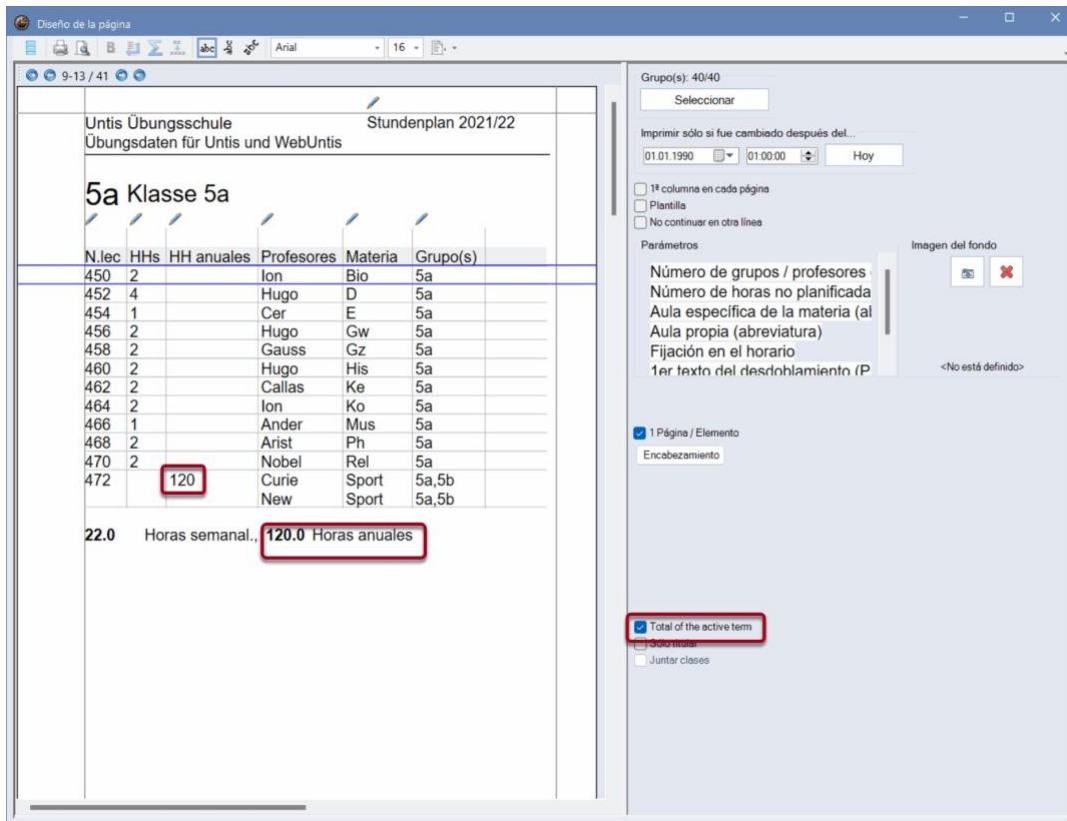 Diseño de la página
B abc Arial 16
9-13 / 41
Untis Übungsschule Stundenplan 2021/22
Übungsdaten für Untis und WebUntis
5a Klasse 5a
N.lec HHs HH anuales Profesores Materia Grupo(s)
450 2 Ion Bio 5a
452 4 Hugo D 5a
454 1 Cer E 5a
456 2 Hugo Gw 5a
458 2 Gauss Gz 5a
460 2 Hugo His 5a
462 2 Callas Ke 5a
464 2 Ion Ko 5a
466 1 Ander Mus 5a
468 2 Arist Ph 5a
470 2 Nobel Rel 5a
472 120 Curie Sport 5a,5b
New Sport 5a,5b
22.0 Horas semanal., 120.0 Horas anuales
Grupo(s): 40/40
Seleccionar
Imprimir sólo si fue cambiado después del...
01.01.1990 01:00:00 Hoy
1ª columna en cada página
Plantilla
No continuar en otra línea
Parámetros Imagen del fondo
Número de grupos / profesores
Número de horas no planificada
Aula específica de la materia (al
Aula propia (abreviatura)
Fijación en el horario
1er texto del desdoblamiento (P
<No está definido>
1 Página / Elemento
Encabezamiento
Total of the active term
Sólo titular
Juntar clases